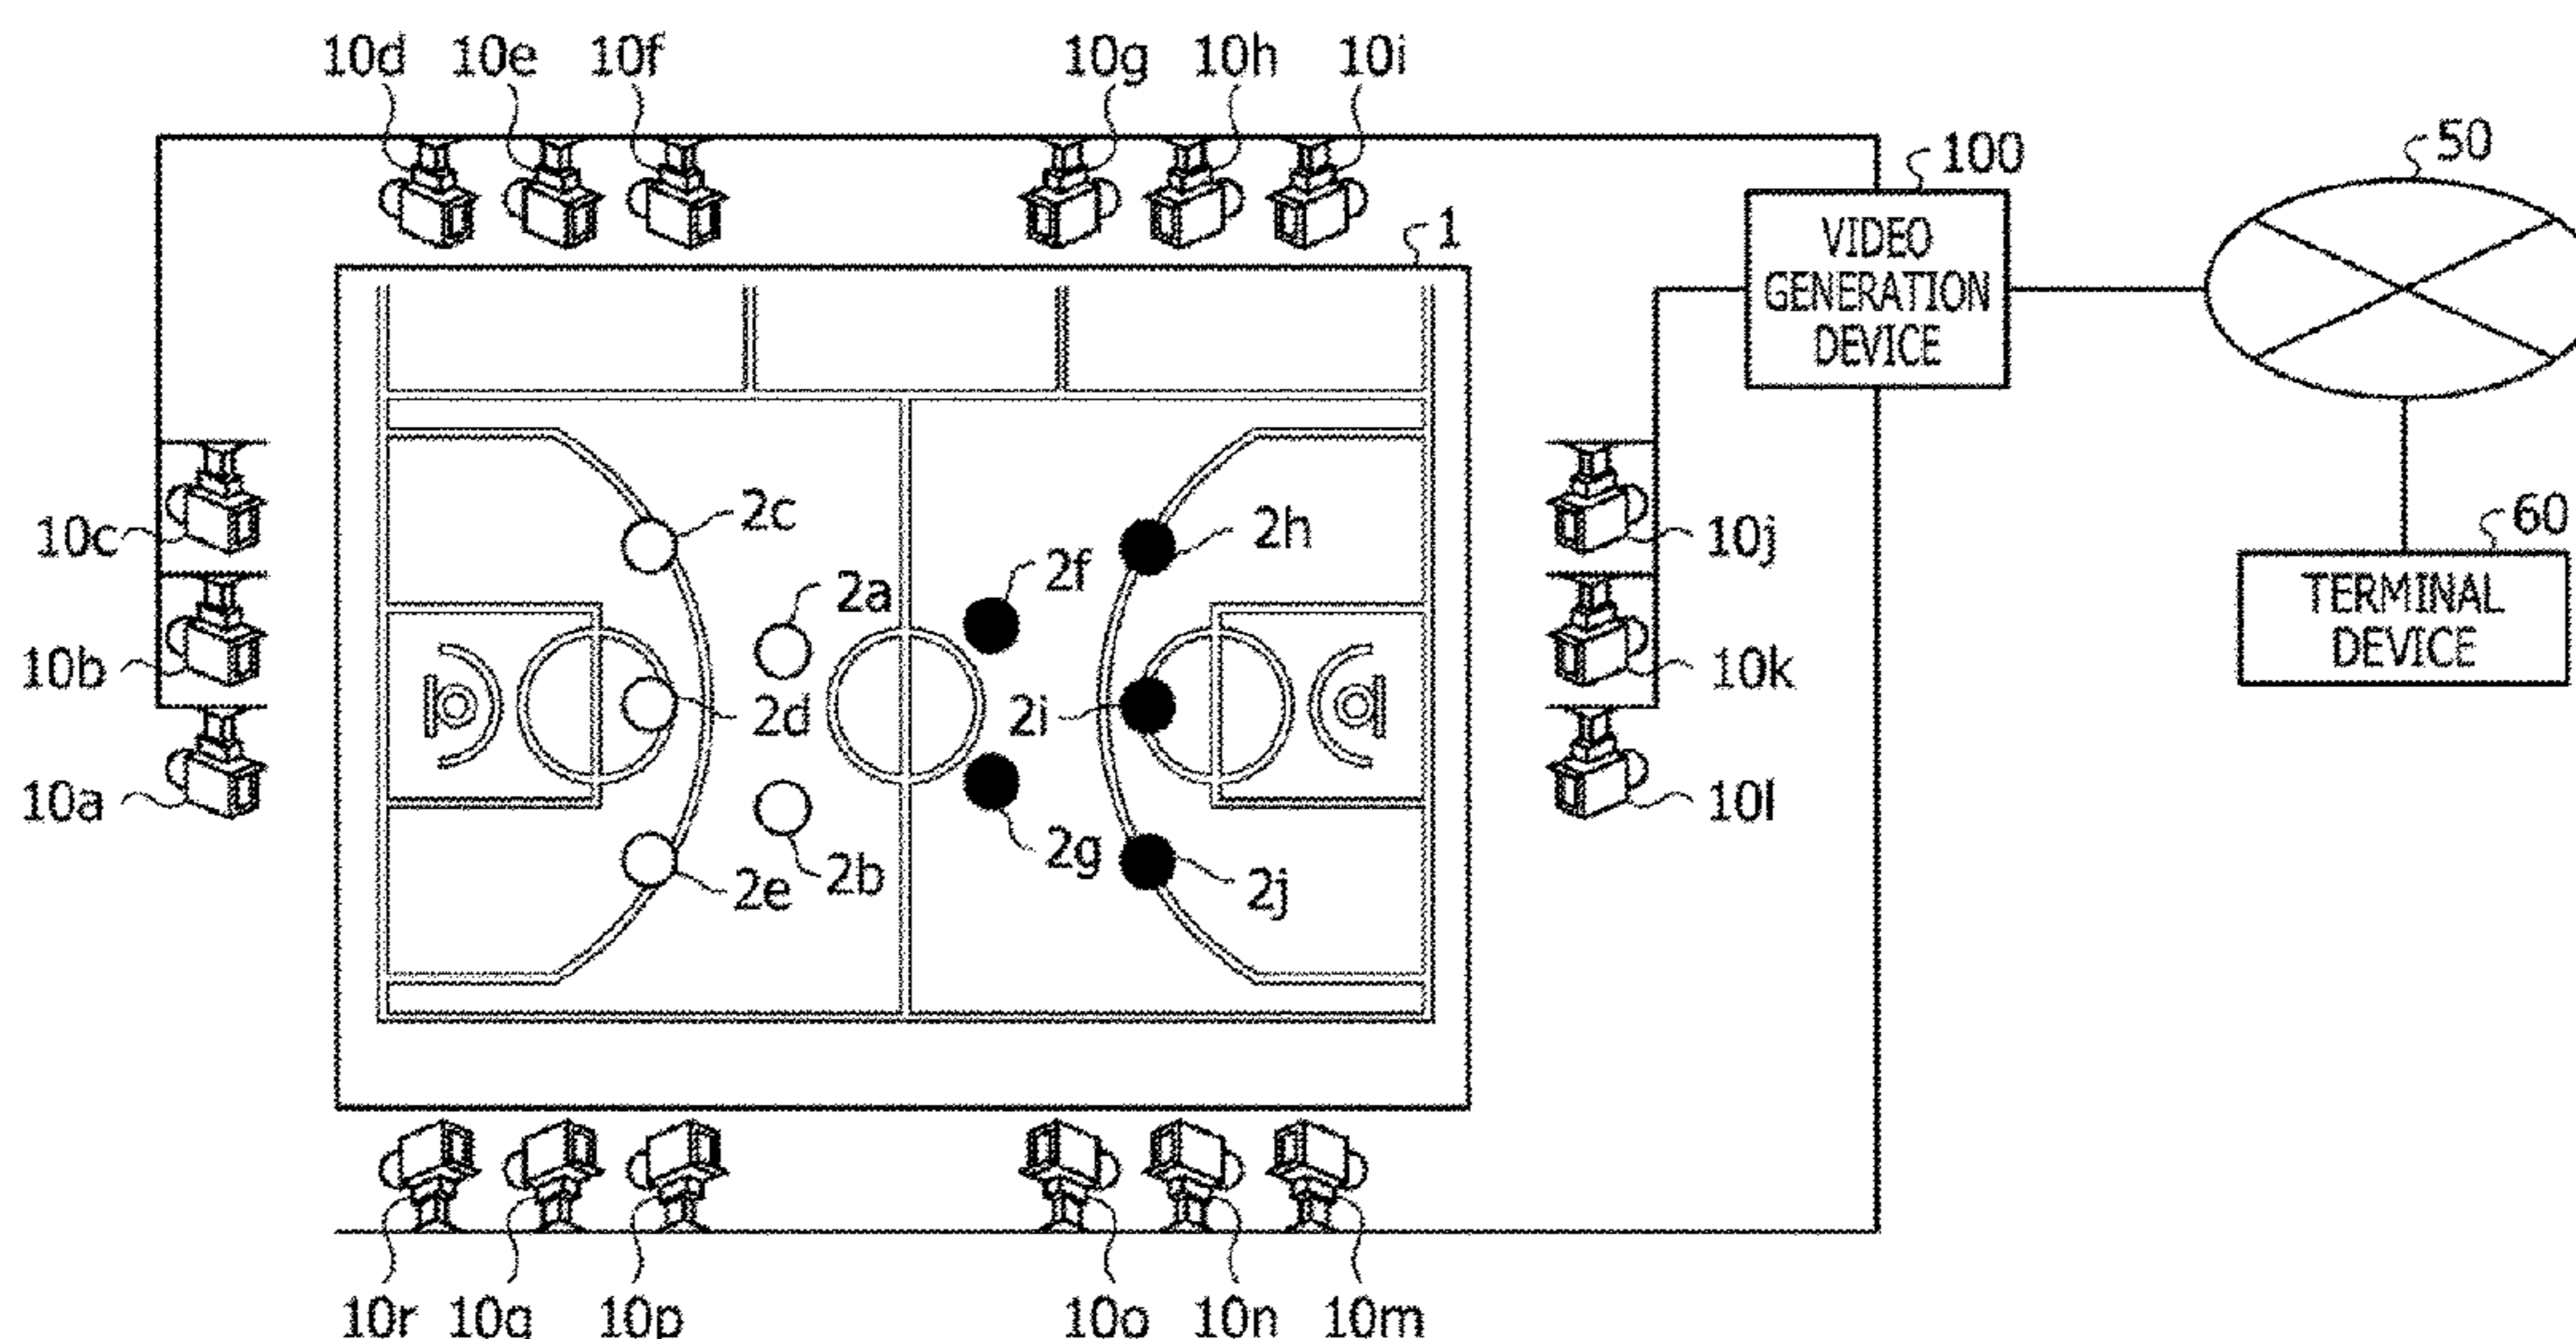 10d 10e 10f 10g 10h 10i
50
100
VIDEO
GENERATION
DEVICE
1
2c
2h
10c
10j
2f
60
2a
TERMINAL
DEVICE
10b
10k
2d
2i
10a
10l
2g
2b
2e
2j
10r 10q 10p 10o 10n 10m